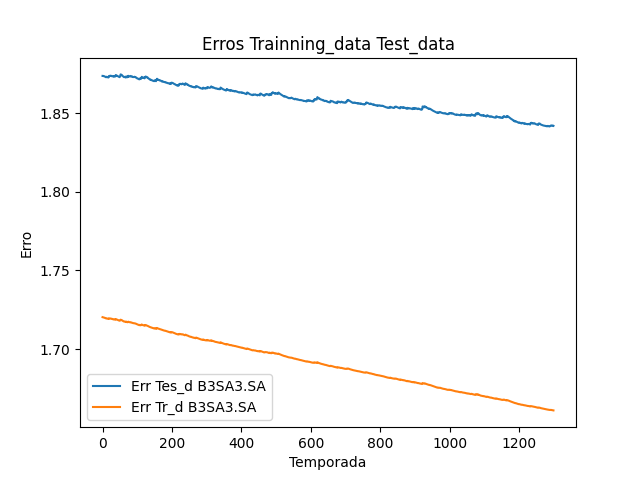 Erros Trainning_data Test_data
Erro
1.85
1.80
1.75
1.70
Err Tes_d B3SA3.SA
Err Tr_d B3SA3.SA
0 200 400 600 800 1000 1200
Temporada